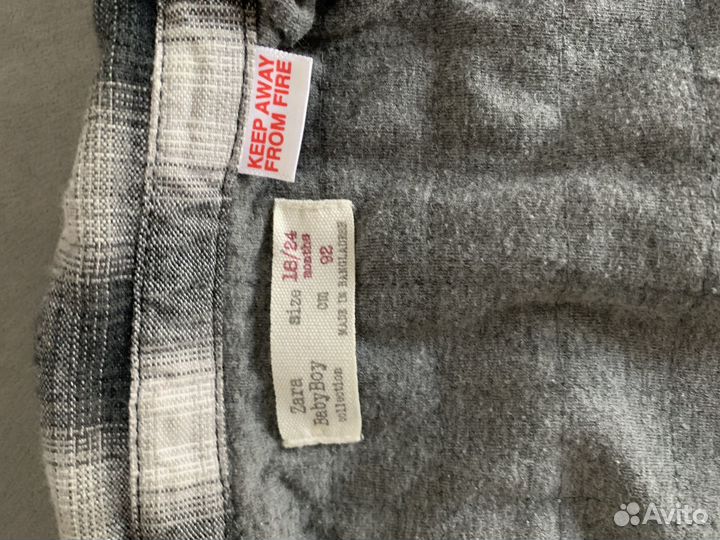 KEEP AWAY
FROM FIRE
Zara
BabyBoy
collection
Size 18/24
months
cm 92
MADE IN BANGLADESH
Avito